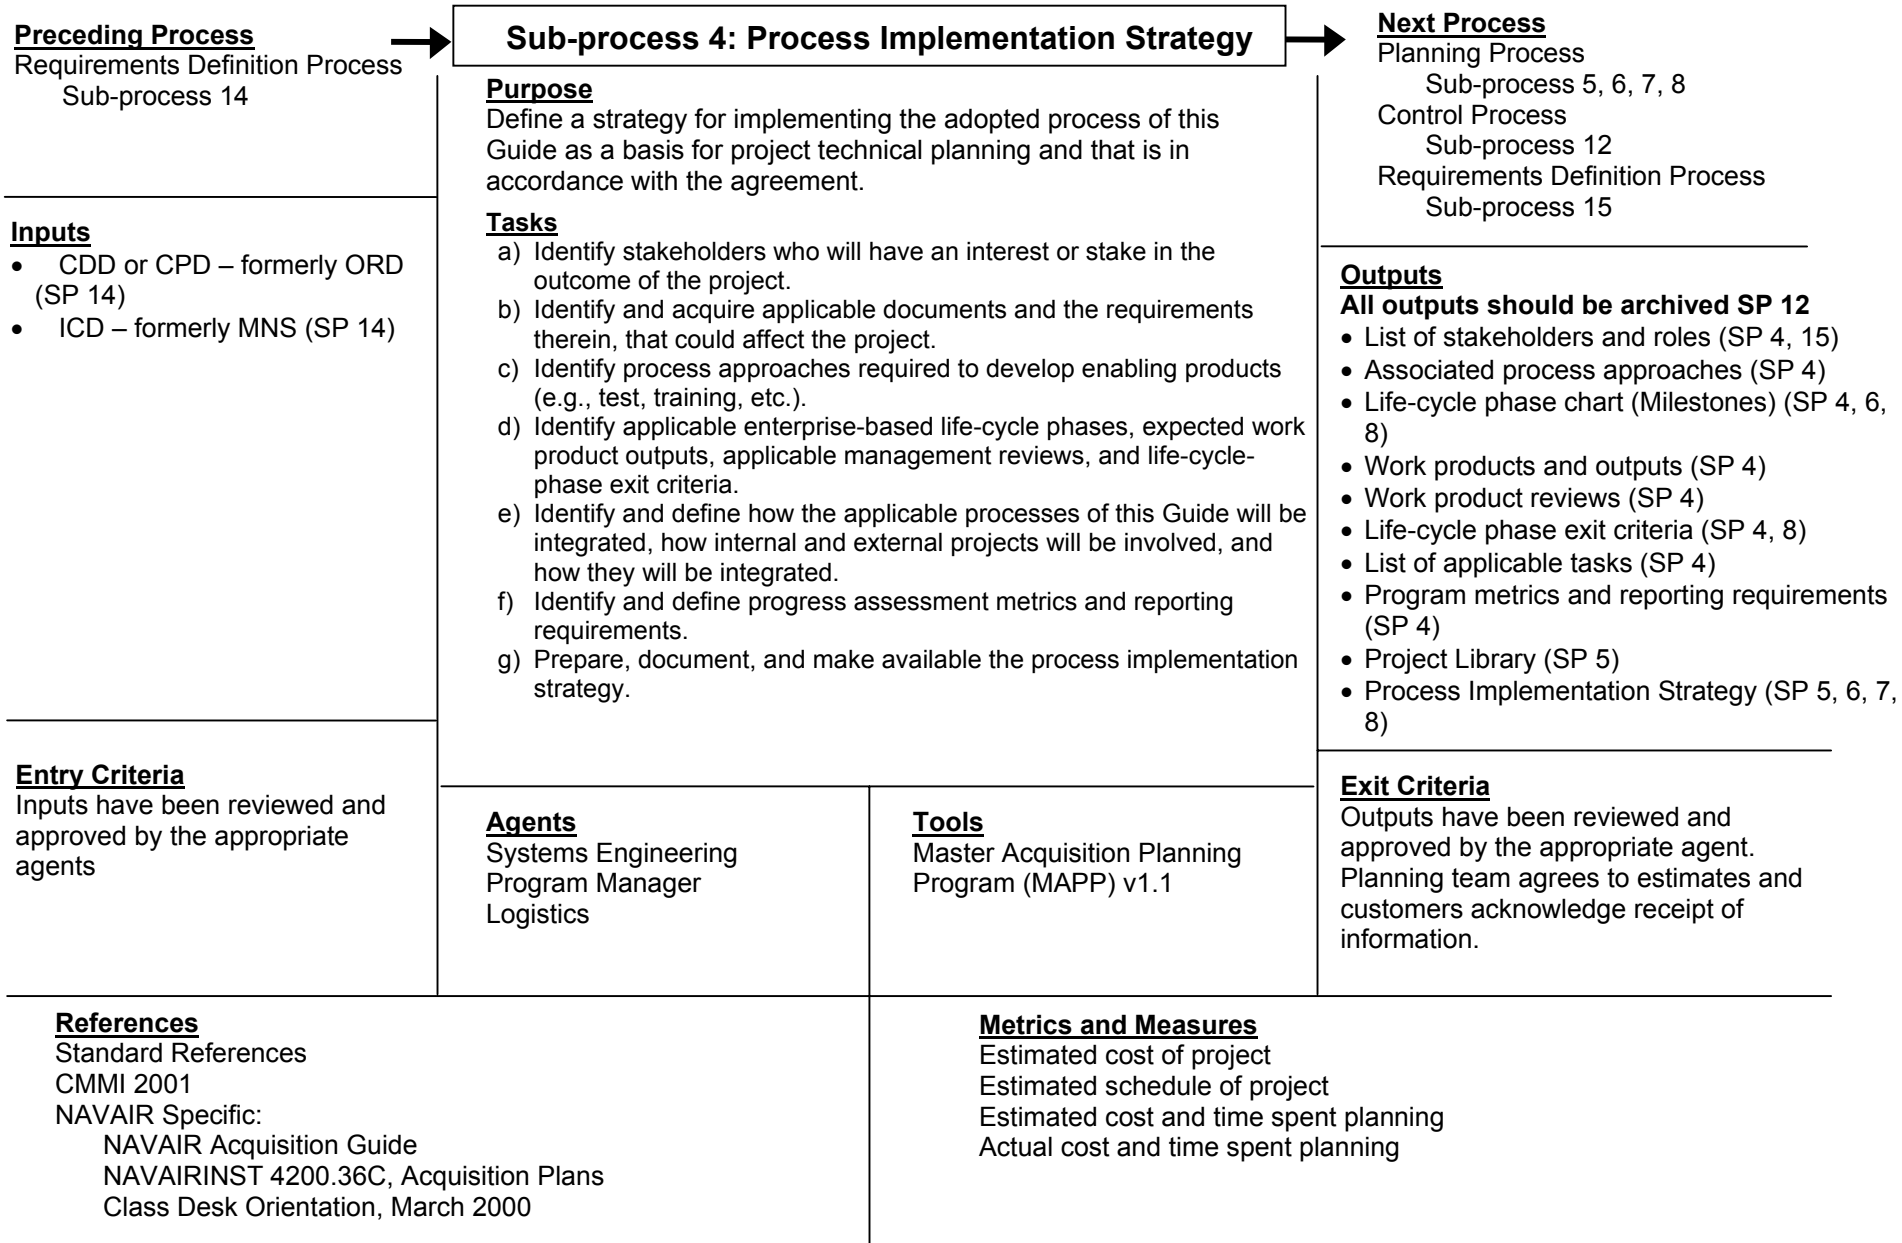 Preceding Process
Requirements Definition Process
Sub-process 14
Sub-process 4: Process Implementation Strategy
Next Process
Planning Process
Sub-process 5, 6, 7, 8
Control Process
Sub-process 12
Requirements Definition Process
Sub-process 15
Inputs
• CDD or CPD – formerly ORD
(SP 14)
• ICD – formerly MNS (SP 14)
Purpose
Define a strategy for implementing the adopted process of this
Guide as a basis for project technical planning and that is in
accordance with the agreement.
Tasks
a) Identify stakeholders who will have an interest or stake in the
outcome of the project.
b) Identify and acquire applicable documents and the requirements
therein, that could affect the project.
c) Identify process approaches required to develop enabling products
(e.g., test, training, etc.).
d) Identify applicable enterprise-based life-cycle phases, expected work
product outputs, applicable management reviews, and life-cycle-
phase exit criteria.
e) Identify and define how the applicable processes of this Guide will be
integrated, how internal and external projects will be involved, and
how they will be integrated.
f) Identify and define progress assessment metrics and reporting
requirements.
g) Prepare, document, and make available the process implementation
strategy.
Outputs
All outputs should be archived SP 12
• List of stakeholders and roles (SP 4, 15)
• Associated process approaches (SP 4)
• Life-cycle phase chart (Milestones) (SP 4, 6,
8)
• Work products and outputs (SP 4)
• Work product reviews (SP 4)
• Life-cycle phase exit criteria (SP 4, 8)
• List of applicable tasks (SP 4)
• Program metrics and reporting requirements
(SP 4)
• Project Library (SP 5)
• Process Implementation Strategy (SP 5, 6, 7,
8)
Entry Criteria
Inputs have been reviewed and
approved by the appropriate
agents
Agents
Systems Engineering
Program Manager
Logistics
Tools
Master Acquisition Planning
Program (MAPP) v1.1
Exit Criteria
Outputs have been reviewed and
approved by the appropriate agent.
Planning team agrees to estimates and
customers acknowledge receipt of
information.
References
Standard References
CMMI 2001
NAVAIR Specific:
NAVAIR Acquisition Guide
NAVAIRINST 4200.36C, Acquisition Plans
Class Desk Orientation, March 2000
Metrics and Measures
Estimated cost of project
Estimated schedule of project
Estimated cost and time spent planning
Actual cost and time spent planning